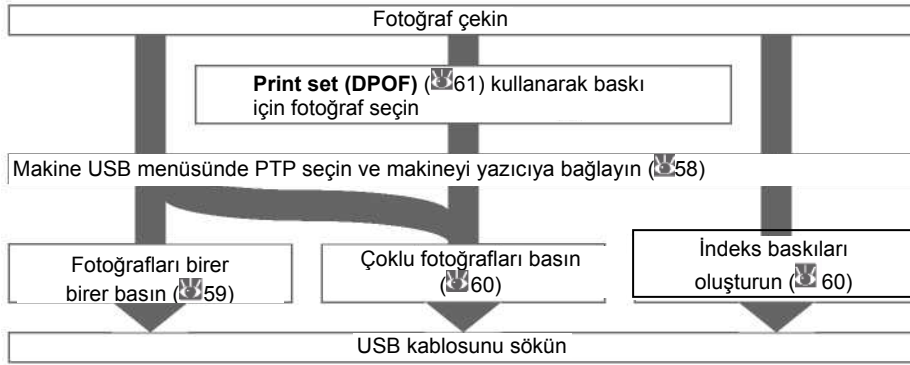 Fotoğraf çekin
Print set (DPOF) (61) kullanarak baskı
için fotoğraf seçin
Makine USB menüsünde PTP seçin ve makineyi yazıcıya bağlayın (58)
Fotoğrafları birer
birer basın (59)
Çoklu fotoğrafları basın
(60)
İndeks baskıları
oluşturun ( 60)
USB kablosunu sökün